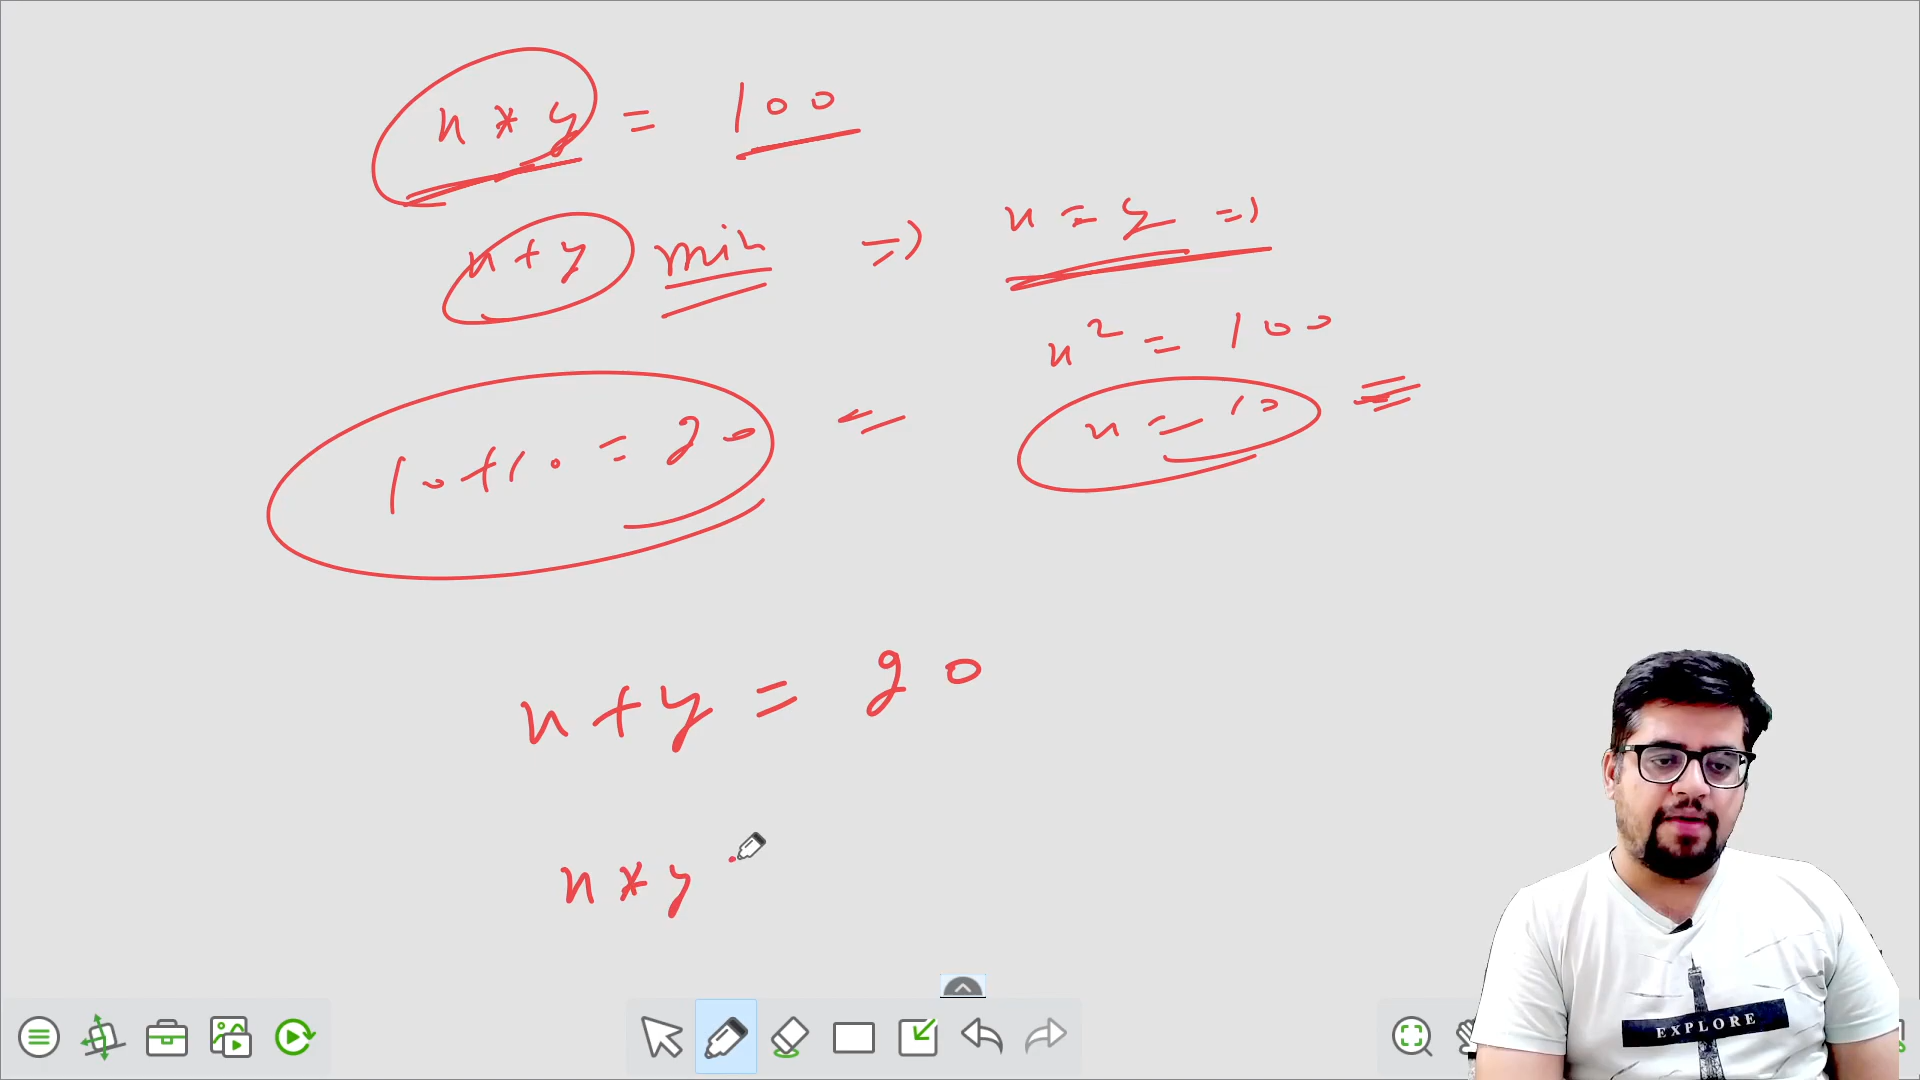 x * y = 100
x + y min => x = y =>
x² = 100
10 + 10 = 20 <= x = 10
x + y = 20
x * y
EXPLORE